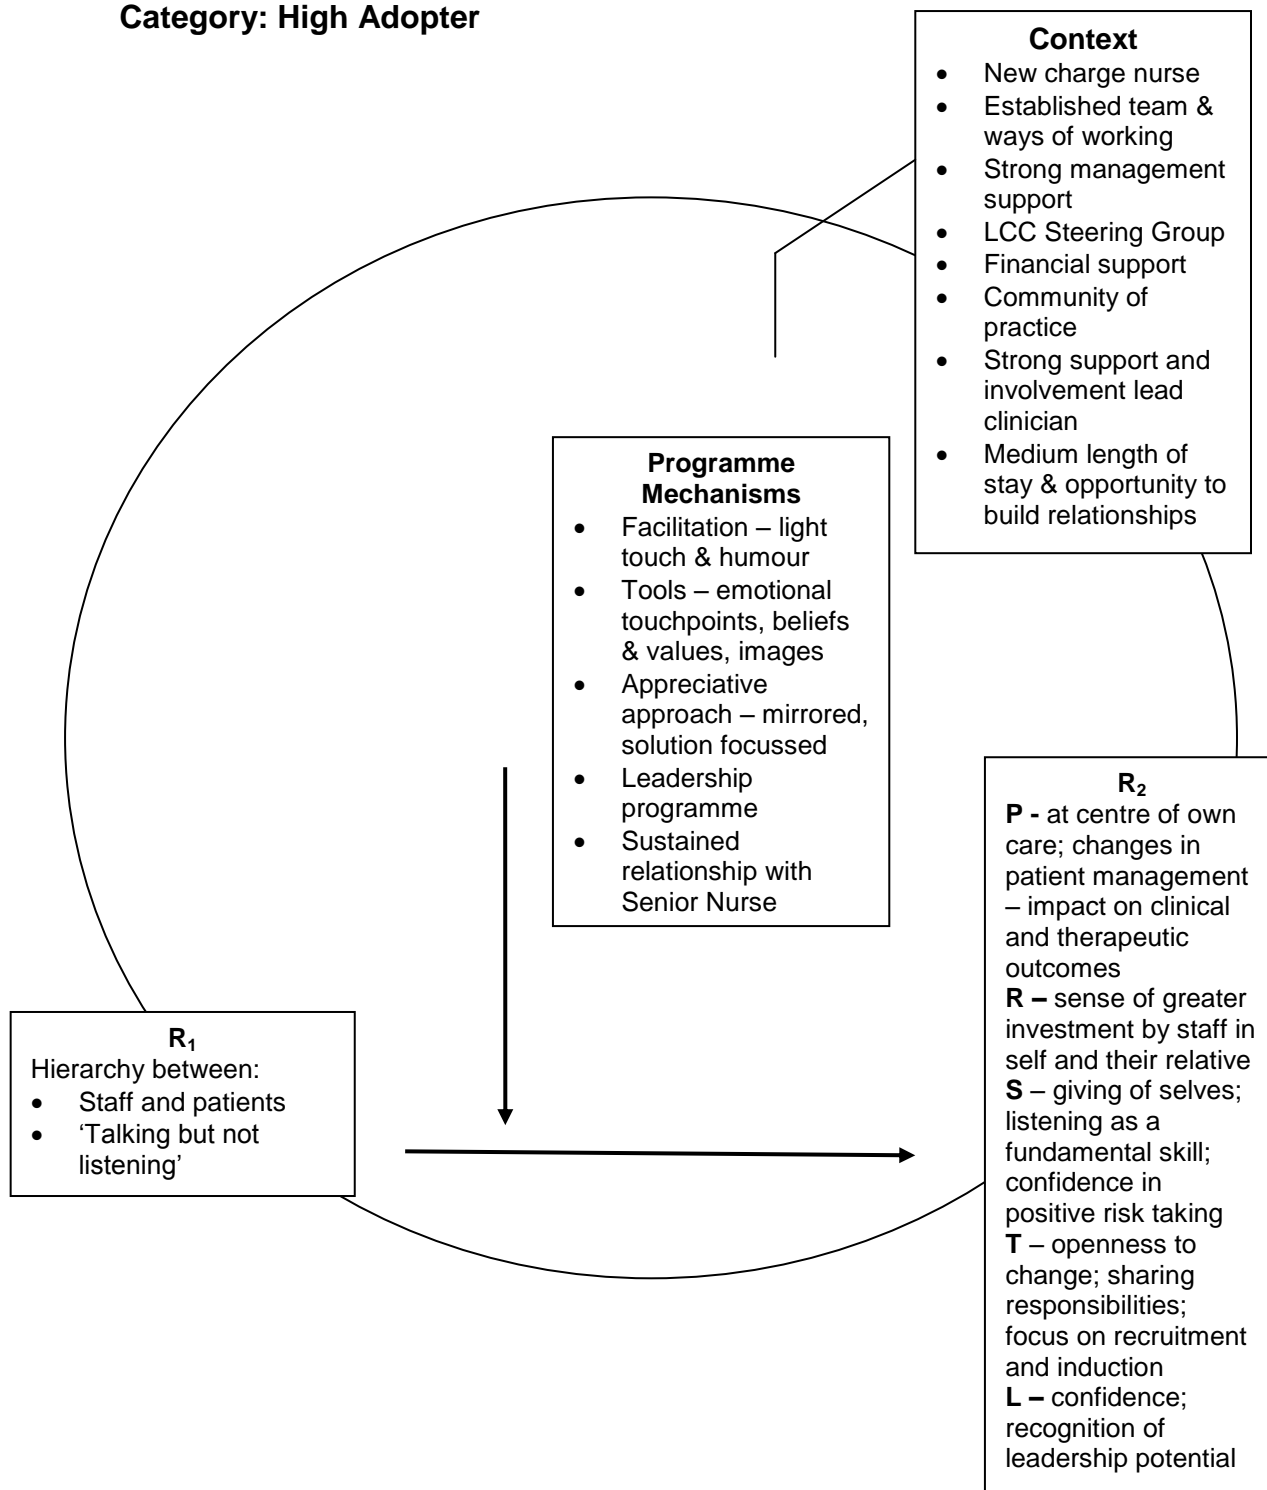 Category: High Adopter
Context
• New charge nurse
• Established team &
ways of working
• Strong management
support
• LCC Steering Group
• Financial support
• Community of
practice
• Strong support and
involvement lead
clinician
• Medium length of
stay & opportunity to
build relationships
Programme
Mechanisms
• Facilitation – light
touch & humour
• Tools – emotional
touchpoints, beliefs
& values, images
• Appreciative
approach – mirrored,
solution focussed
• Leadership
programme
• Sustained
relationship with
Senior Nurse
R1
Hierarchy between:
• Staff and patients
• ‘Talking but not
listening’
R2
P - at centre of own
care; changes in
patient management
– impact on clinical
and therapeutic
outcomes
R – sense of greater
investment by staff in
self and their relative
S – giving of selves;
listening as a
fundamental skill;
confidence in
positive risk taking
T – openness to
change; sharing
responsibilities;
focus on recruitment
and induction
L – confidence;
recognition of
leadership potential